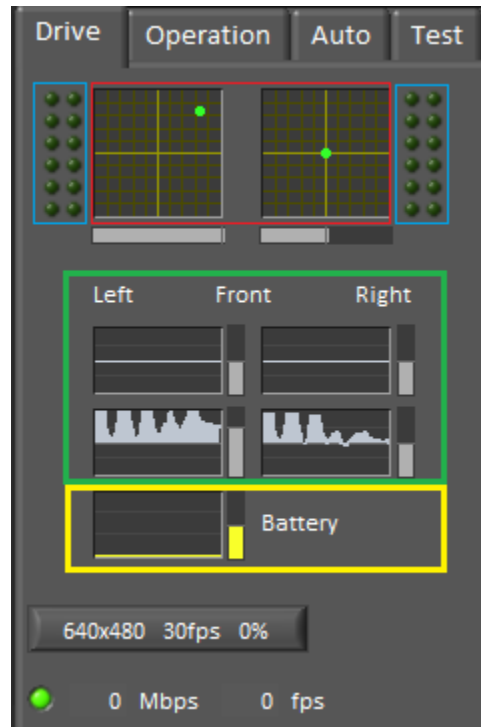 Drive Operation Auto Test
Left Front Right
Battery
640x480 30fps 0%
0 Mbps 0 fps